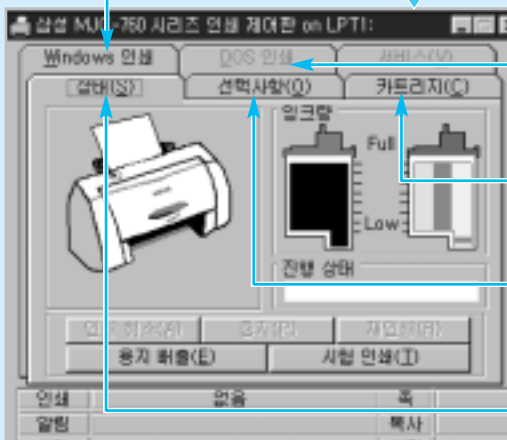 삼성 MJC-760 시리즈 인쇄 제어판 on LPT1:
Windows 인쇄 DOS 인쇄 서비스(V)
상태(S) 선택사항(O) 카트리지(C)
잉크량
Full
Low
진행 상태
용지 배출(E) 시험 인쇄(T)
인쇄 없음 폭
알림 복사